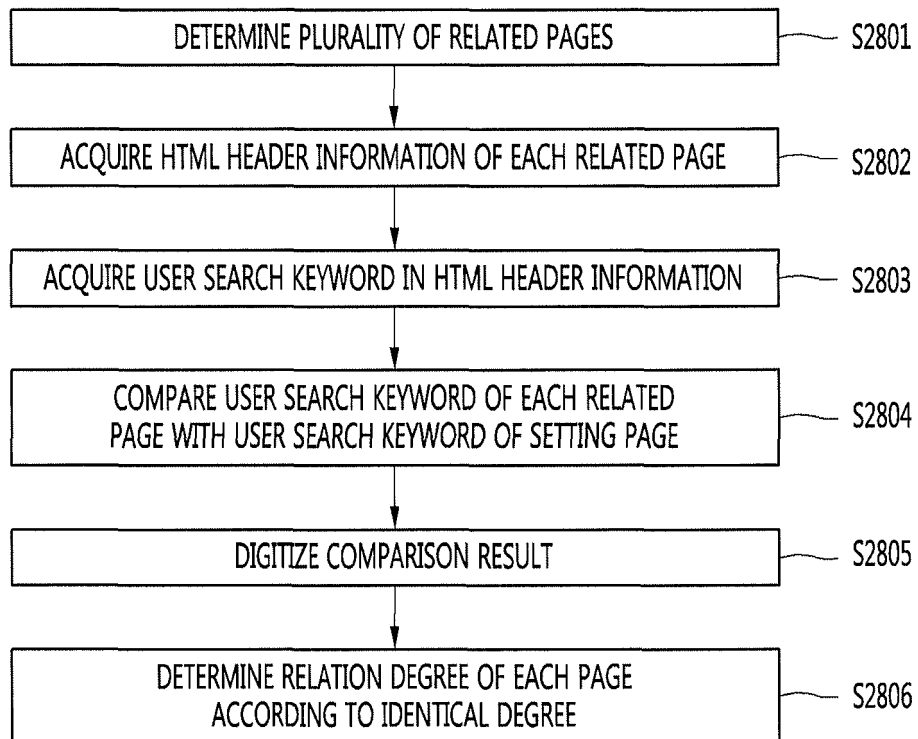 DETERMINE PLURALITY OF RELATED PAGES
S2801
ACQUIRE HTML HEADER INFORMATION OF EACH RELATED PAGE
S2802
ACQUIRE USER SEARCH KEYWORD IN HTML HEADER INFORMATION
S2803
COMPARE USER SEARCH KEYWORD OF EACH RELATED
PAGE WITH USER SEARCH KEYWORD OF SETTING PAGE
S2804
DIGITIZE COMPARISON RESULT
S2805
DETERMINE RELATION DEGREE OF EACH PAGE
ACCORDING TO IDENTICAL DEGREE
S2806